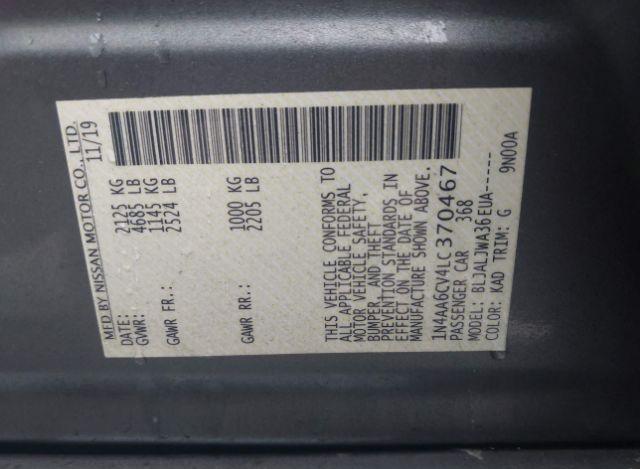 MFD BY NISSAN MOTOR CO., LTD.
DATE: 11/19
GVWR: 2125 KG
4685 LB
GAWR FR.: 1145 KG
2524 LB
GAWR RR.: 1000 KG
2205 LB
THIS VEHICLE CONFORMS TO
ALL APPLICABLE FEDERAL
MOTOR VEHICLE SAFETY,
BUMPER, AND THEFT
PREVENTION STANDARDS IN
EFFECT ON THE DATE OF
MANUFACTURE SHOWN ABOVE.
1N4AA6CV4LC370467
PASSENGER CAR 368
MODEL: BLJALJWA36EUA-----
COLOR: KAD TRIM: G 9N00A